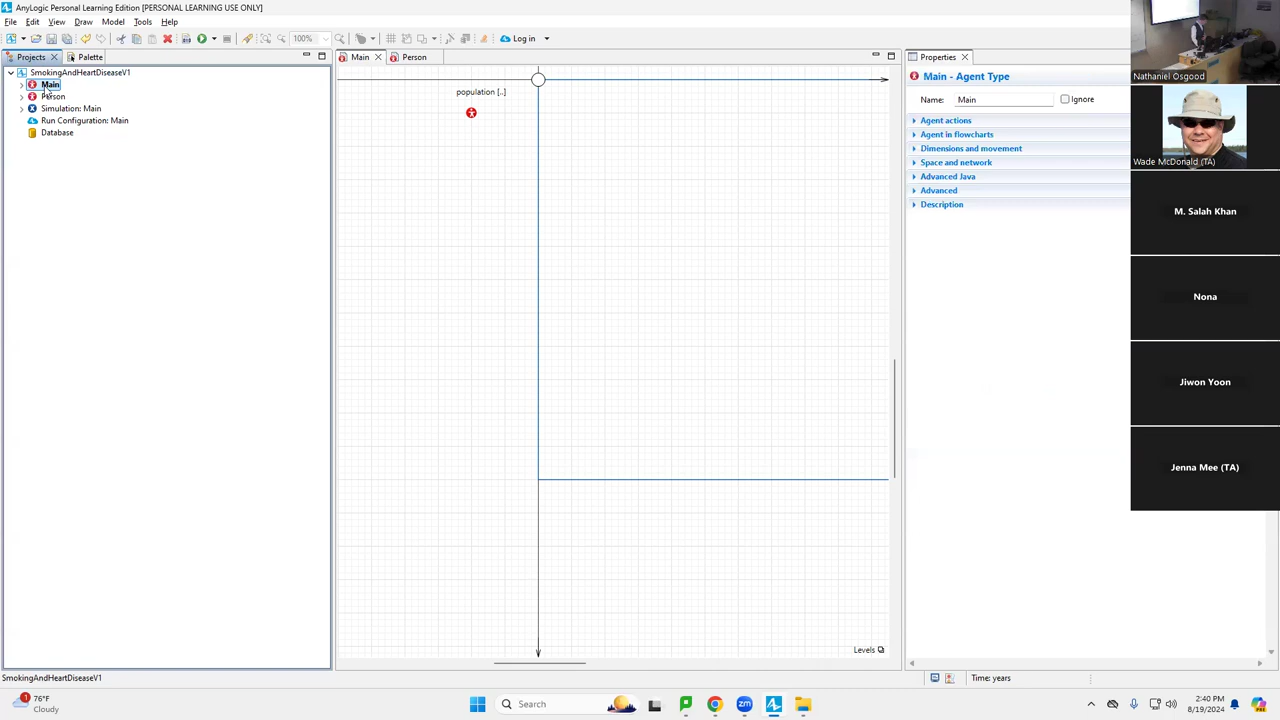 AnyLogic Personal Learning Edition [PERSONAL LEARNING USE ONLY]
File Edit View Draw Model Tools Help
100%
Log in
Projects
Palette
Main
Person
Properties
SmokingAndHeartDiseaseV1
Main
Person
Simulation: Main
Run Configuration: Main
Database
population [..]
Levels
Main - Agent Type
Name: Main Ignore
Agent actions
Agent in flowcharts
Dimensions and movement
Space and network
Advanced Java
Advanced
Description
Nathaniel Osgood
Wade McDonald (TA)
M. Salah Khan
Nona
Jiwon Yoon
Jenna Mee (TA)
SmokingAndHeartDiseaseV1
Time: years
1
76°F
Cloudy
Search
zm
2:40 PM
8/19/2024